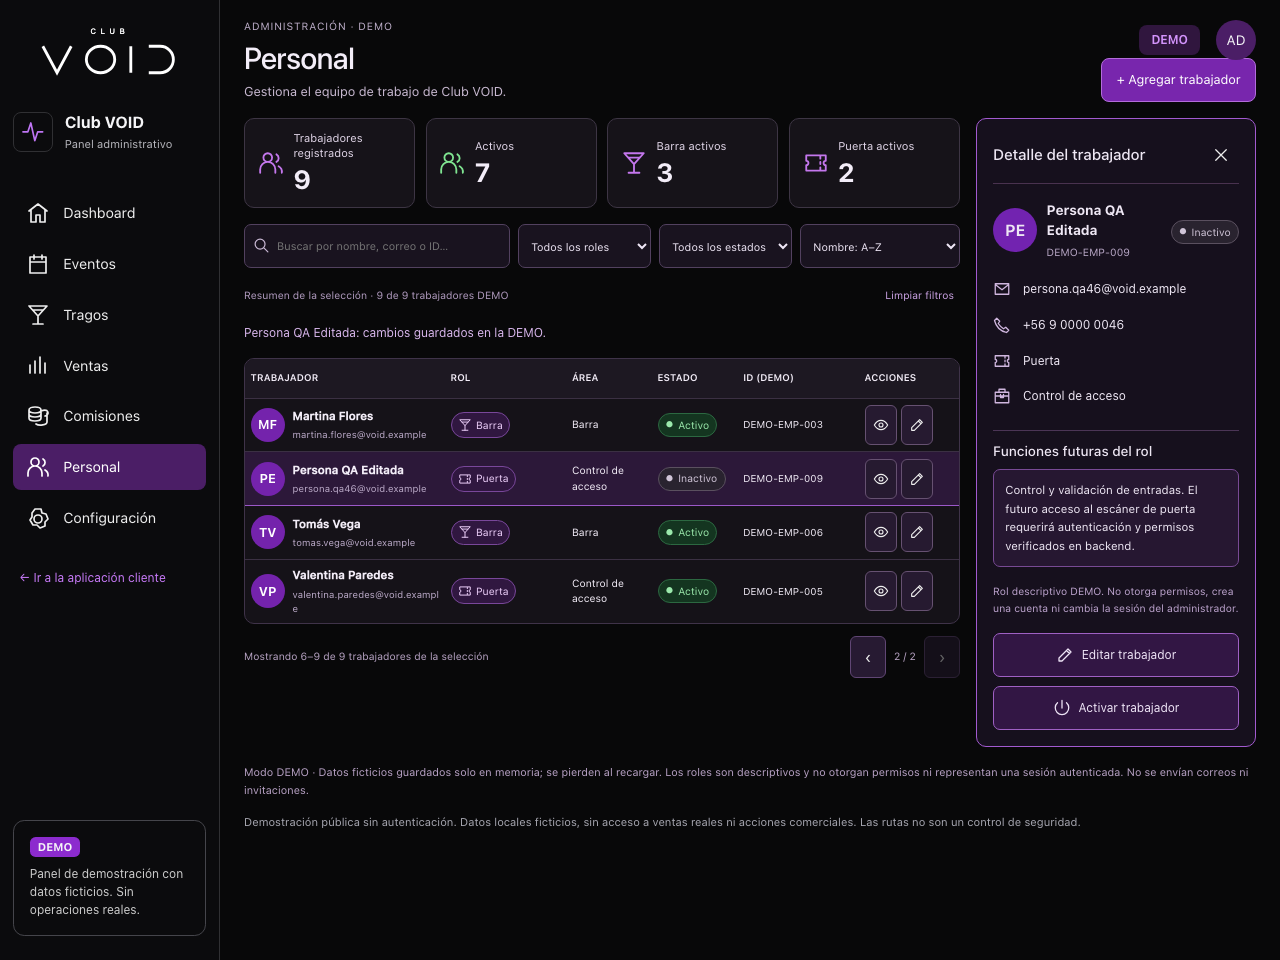 CLUB
VOID
Club VOID
Panel administrativo
Dashboard
Eventos
Tragos
Ventas
Comisiones
Personal
Configuración
← Ir a la aplicación cliente
DEMO
Panel de demostración con
datos ficticios. Sin
operaciones reales.
ADMINISTRACIÓN · DEMO
Personal
Gestiona el equipo de trabajo de Club VOID.
DEMO
AD
+ Agregar trabajador
Trabajadores
registrados
9
Activos
7
Barra activos
3
Puerta activos
2
Buscar por nombre, correo o ID...
Todos los roles
Todos los estados
Nombre: A–Z
Resumen de la selección · 9 de 9 trabajadores DEMO
Limpiar filtros
Persona QA Editada: cambios guardados en la DEMO.
TRABAJADOR ROL ÁREA ESTADO ID (DEMO) ACCIONES
MF Martina Flores
martina.flores@void.example
Barra
Barra
Activo
DEMO-EMP-003
PE Persona QA Editada
persona.qa46@void.example
Puerta
Control de
acceso
Inactivo
DEMO-EMP-009
TV Tomás Vega
tomas.vega@void.example
Barra
Barra
Activo
DEMO-EMP-006
VP Valentina Paredes
valentina.paredes@void.exampl
e
Puerta
Control de
acceso
Activo
DEMO-EMP-005
Mostrando 6–9 de 9 trabajadores de la selección
‹ 2 / 2 ›
Detalle del trabajador
PE
Persona QA
Editada
DEMO-EMP-009
Inactivo
persona.qa46@void.example
+56 9 0000 0046
Puerta
Control de acceso
Funciones futuras del rol
Control y validación de entradas. El
futuro acceso al escáner de puerta
requerirá autenticación y permisos
verificados en backend.
Rol descriptivo DEMO. No otorga permisos, crea
una cuenta ni cambia la sesión del administrador.
Editar trabajador
Activar trabajador
Modo DEMO · Datos ficticios guardados solo en memoria; se pierden al recargar. Los roles son descriptivos y no otorgan permisos ni representan una sesión autenticada. No se envían correos ni
invitaciones.
Demostración pública sin autenticación. Datos locales ficticios, sin acceso a ventas reales ni acciones comerciales. Las rutas no son un control de seguridad.